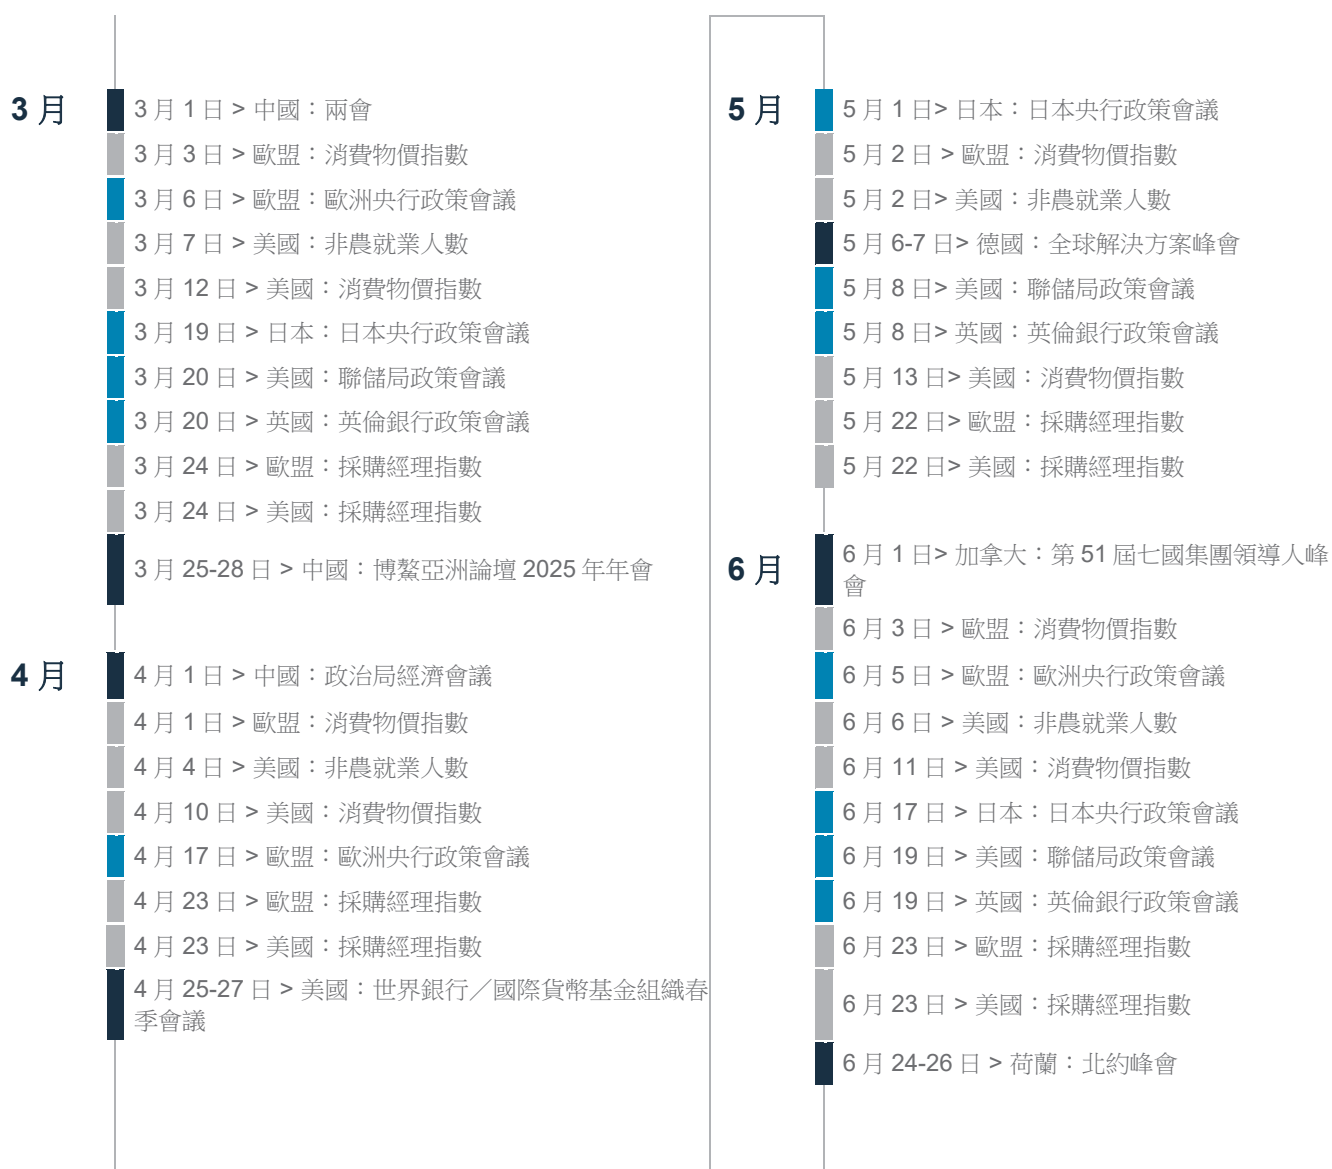 3 月
3 月 1 日 > 中國：兩會
3 月 3 日 > 歐盟：消費物價指數
3 月 6 日 > 歐盟：歐洲央行政策會議
3 月 7 日 > 美國：非農就業人數
3 月 12 日 > 美國：消費物價指數
3 月 19 日 > 日本：日本央行政策會議
3 月 20 日 > 美國：聯儲局政策會議
3 月 20 日 > 英國：英倫銀行政策會議
3 月 24 日 > 歐盟：採購經理指數
3 月 24 日 > 美國：採購經理指數
3 月 25-28 日 > 中國：博鰲亞洲論壇 2025 年年會
4 月
4 月 1 日 > 中國：政治局經濟會議
4 月 1 日 > 歐盟：消費物價指數
4 月 4 日 > 美國：非農就業人數
4 月 10 日 > 美國：消費物價指數
4 月 17 日 > 歐盟：歐洲央行政策會議
4 月 23 日 > 歐盟：採購經理指數
4 月 23 日 > 美國：採購經理指數
4 月 25-27 日 > 美國：世界銀行／國際貨幣基金組織春
季會議
5 月
5 月 1 日> 日本：日本央行政策會議
5 月 2 日 > 歐盟：消費物價指數
5 月 2 日> 美國：非農就業人數
5 月 6-7 日> 德國：全球解決方案峰會
5 月 8 日> 美國：聯儲局政策會議
5 月 8 日> 英國：英倫銀行政策會議
5 月 13 日> 美國：消費物價指數
5 月 22 日> 歐盟：採購經理指數
5 月 22 日> 美國：採購經理指數
6 月
6 月 1 日> 加拿大：第 51 屆七國集團領導人峰
會
6 月 3 日 > 歐盟：消費物價指數
6 月 5 日 > 歐盟：歐洲央行政策會議
6 月 6 日 > 美國：非農就業人數
6 月 11 日 > 美國：消費物價指數
6 月 17 日 > 日本：日本央行政策會議
6 月 19 日 > 美國：聯儲局政策會議
6 月 19 日 > 英國：英倫銀行政策會議
6 月 23 日 > 歐盟：採購經理指數
6 月 23 日 > 美國：採購經理指數
6 月 24-26 日 > 荷蘭：北約峰會